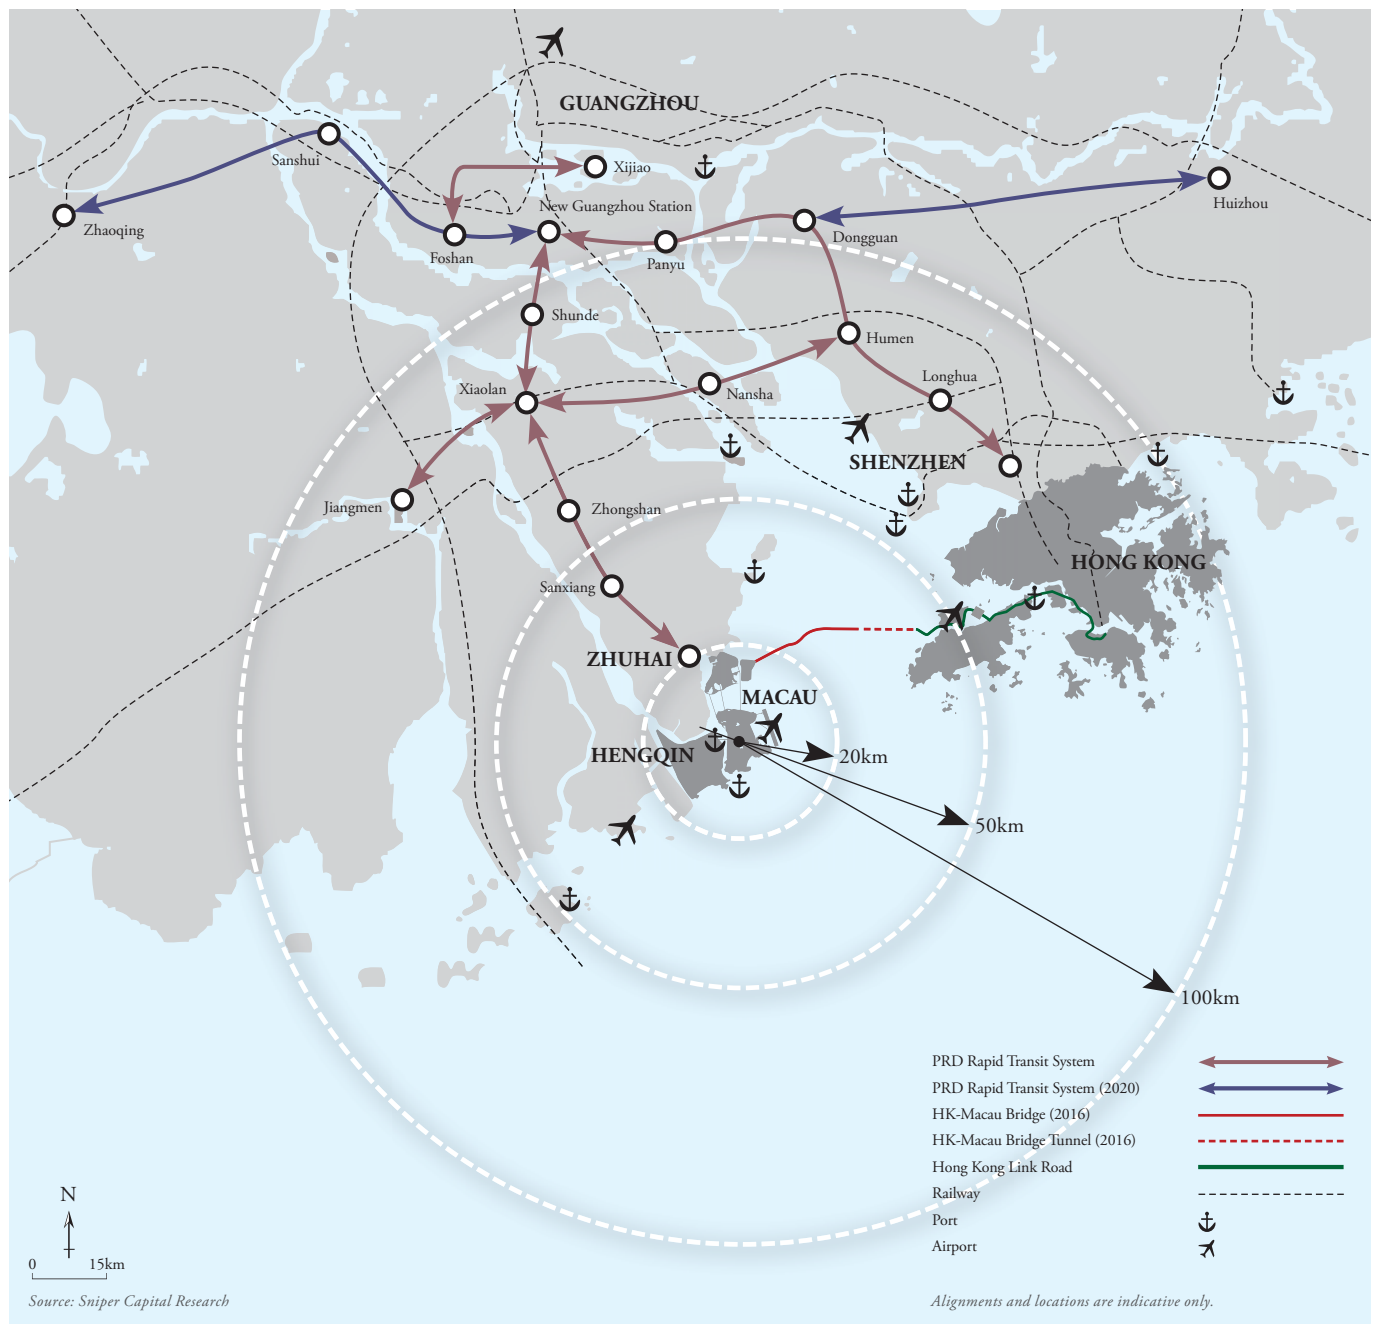 GUANGZHOU
Sanshui
Xijiao
Zhaoqing
New Guangzhou Station
Huizhou
Foshan
Panyu
Dongguan
Shunde
Humen
Xiaolan
Nansha
Longhua
SHENZHEN
Jiangmen
Zhongshan
HONG KONG
Sanxiang
ZHUHAI
MACAU
HENGQIN
20km
50km
100km
PRD Rapid Transit System
PRD Rapid Transit System (2020)
HK-Macau Bridge (2016)
HK-Macau Bridge Tunnel (2016)
Hong Kong Link Road
Railway
Port
Airport
N
0 15km
Source: Sniper Capital Research
Alignments and locations are indicative only.